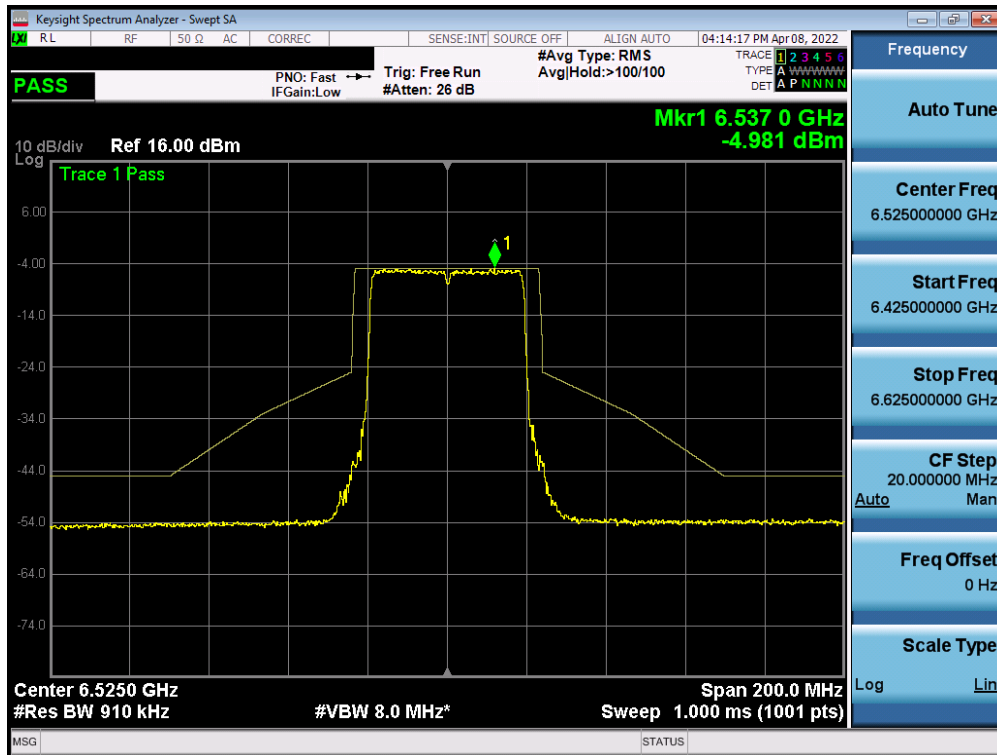 Keysight Spectrum Analyzer - Swept SA
LXI RL RF 50 Ω AC CORREC SENSE:INT SOURCE OFF ALIGN AUTO 04:14:17 PM Apr 08, 2022
PASS
PNO: Fast
IFGain:Low
Trig: Free Run
#Atten: 26 dB
#Avg Type: RMS
Avg|Hold:>100/100
TRACE 1 2 3 4 5 6
TYPE A WWWWW
DET A P N N N N
Mkr1 6.537 0 GHz
-4.981 dBm
10 dB/div Ref 16.00 dBm
Log
Trace 1 Pass
1
6.00
-4.00
-14.0
-24.0
-34.0
-44.0
-54.0
-64.0
-74.0
Center 6.5250 GHz Span 200.0 MHz
#Res BW 910 kHz #VBW 8.0 MHz* Sweep 1.000 ms (1001 pts)
MSG STATUS
Frequency
Auto Tune
Center Freq
6.525000000 GHz
Start Freq
6.425000000 GHz
Stop Freq
6.625000000 GHz
CF Step
20.000000 MHz
Auto Man
Freq Offset
0 Hz
Scale Type
Log Lin